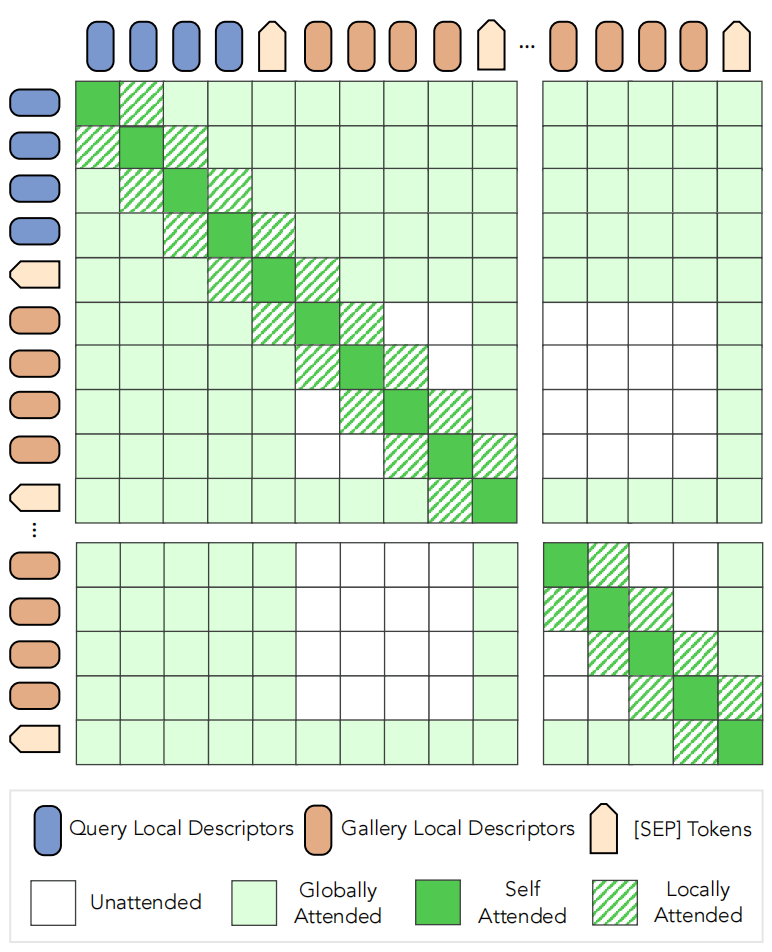 ...
⋮
Query Local Descriptors
Gallery Local Descriptors
[SEP] Tokens
Unattended
Globally
Attended
Self
Attended
Locally
Attended